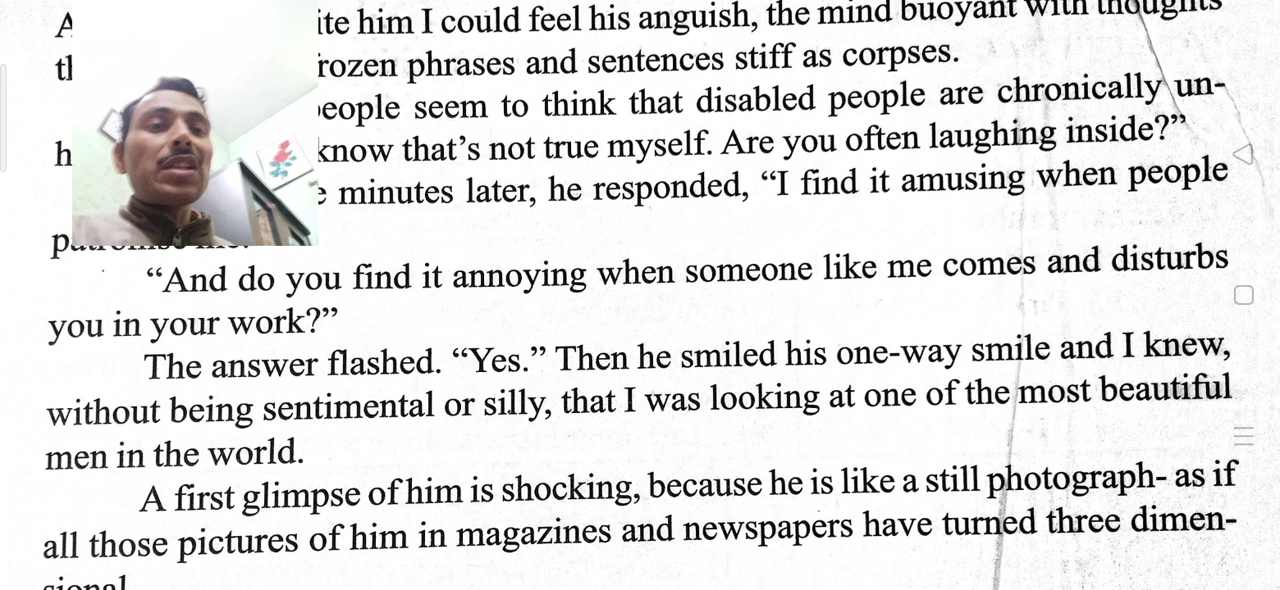 A ite him I could feel his anguish, the mind buoyant with thoughts
tl rozen phrases and sentences stiff as corpses.
eople seem to think that disabled people are chronically un-
h know that's not true myself. Are you often laughing inside?”
e minutes later, he responded, “I find it amusing when people
“And do you find it annoying when someone like me comes and disturbs
you in your work?”
The answer flashed. “Yes.” Then he smiled his one-way smile and I knew,
without being sentimental or silly, that I was looking at one of the most beautiful
men in the world.
A first glimpse of him is shocking, because he is like a still photograph- as if
all those pictures of him in magazines and newspapers have turned three dimen-
sional